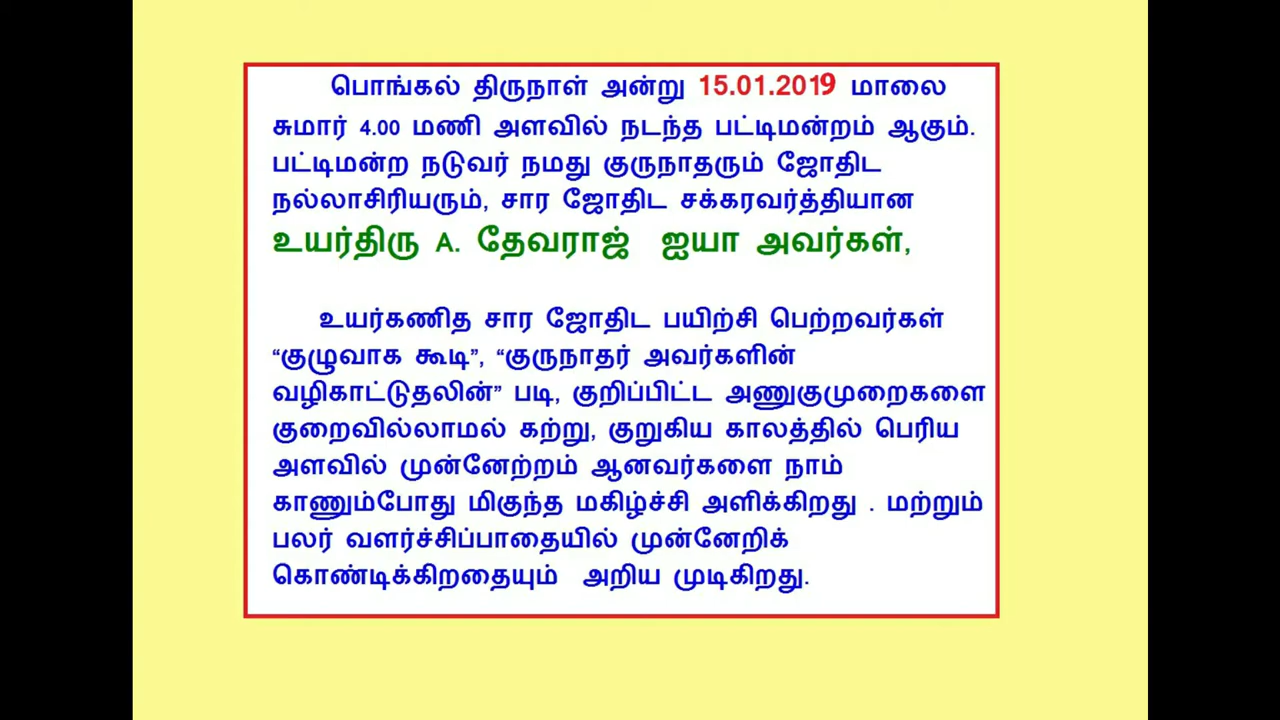 பொங்கல் திருநாள் அன்று 15.01.2019 மாலை
சுமார் 4.00 மணி அளவில் நடந்த பட்டிமன்றம் ஆகும்.
பட்டிமன்ற நடுவர் நமது குருநாதரும் ஜோதிட
நல்லாசிரியரும், சார ஜோதிட சக்கரவர்த்தியான
உயர்திரு A. தேவராஜ் ஐயா அவர்கள்,
உயர்கணித சார ஜோதிட பயிற்சி பெற்றவர்கள்
“குழுவாக கூடி”, “குருநாதர் அவர்களின்
வழிகாட்டுதலின்” படி, குறிப்பிட்ட அணுகுமுறைகளை
குறைவில்லாமல் கற்று, குறுகிய காலத்தில் பெரிய
அளவில் முன்னேற்றம் ஆனவர்களை நாம்
காணும்போது மிகுந்த மகிழ்ச்சி அளிக்கிறது . மற்றும்
பலர் வளர்ச்சிப்பாதையில் முன்னேறிக்
கொண்டிக்கிறதையும் அறிய முடிகிறது.